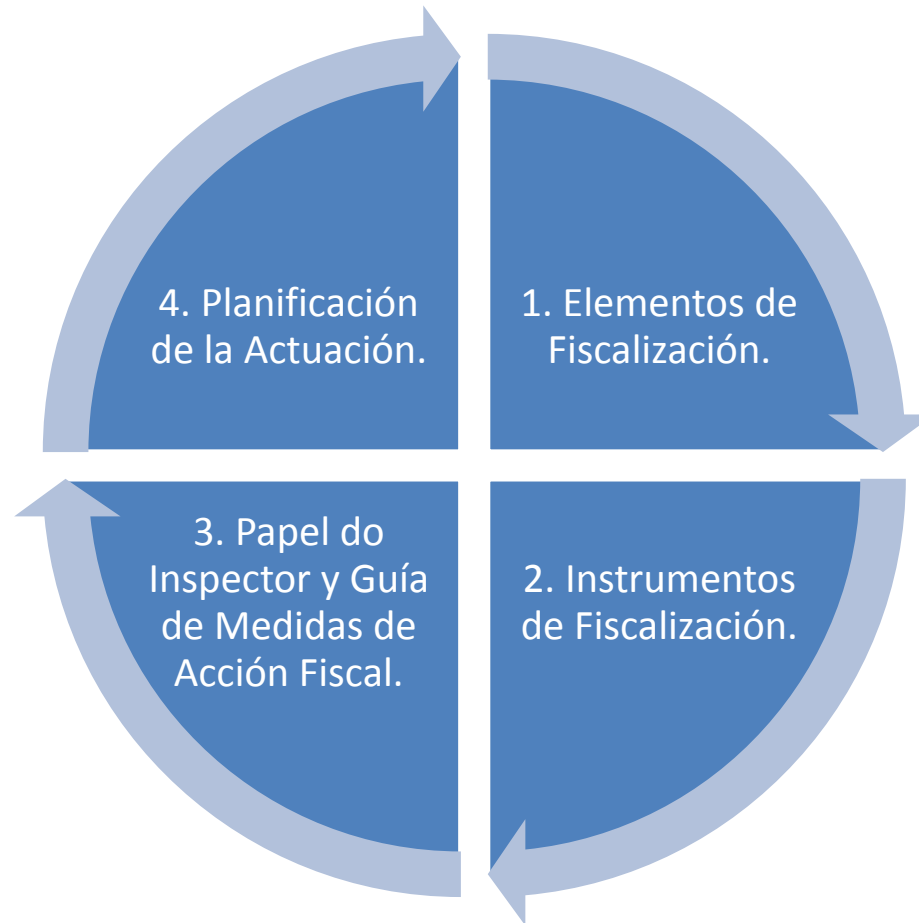 1. Elementos de
Fiscalización.
2. Instrumentos
de Fiscalización.
3. Papel do
Inspector y Guía
de Medidas de
Acción Fiscal.
4. Planificación
de la Actuación.